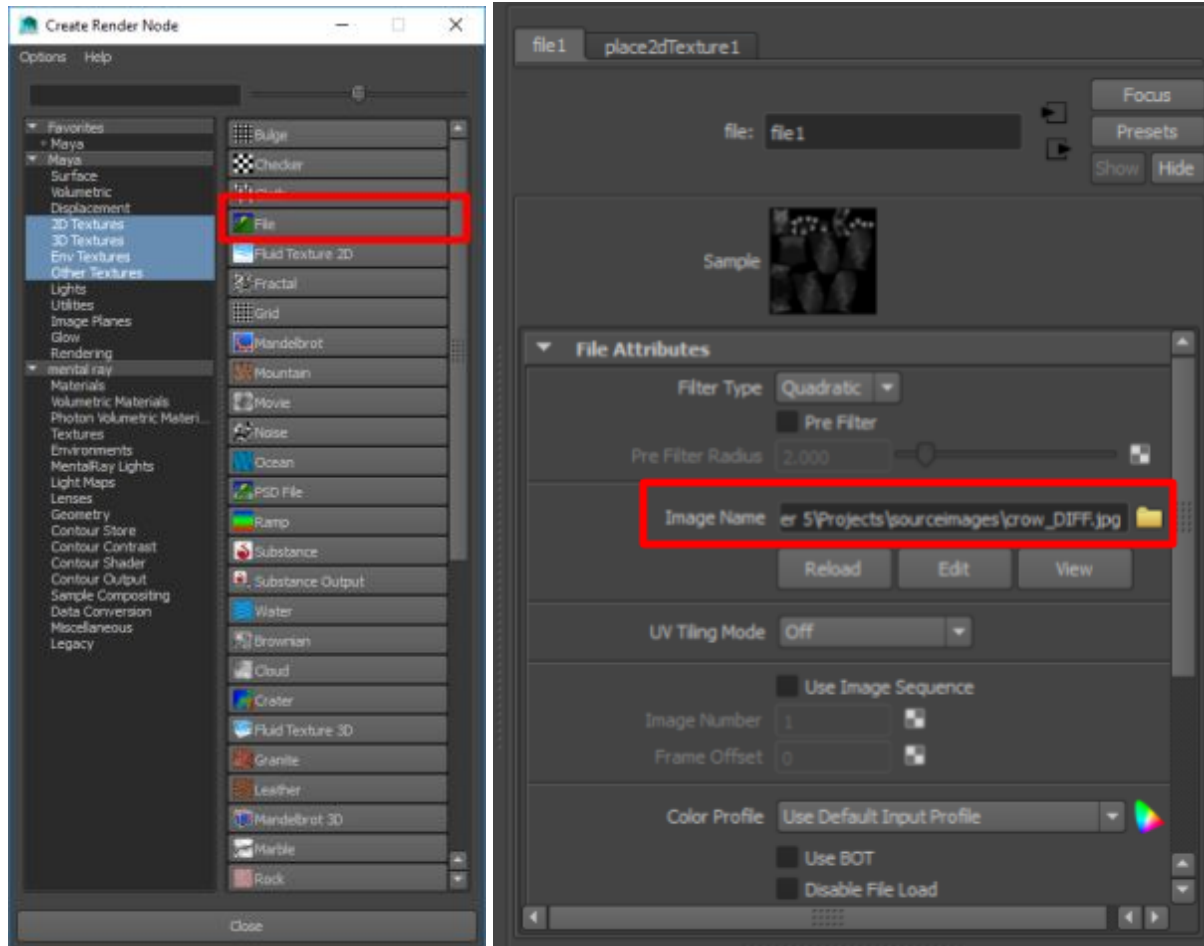 Create Render Node
Options Help
Favorites
Maya
Maya
Surface
Volumetric
Displacement
2D Textures
3D Textures
Env Textures
Other Textures
Lights
Utilities
Image Planes
Glow
Rendering
mental ray
Materials
Volumetric Materials
Photon Volumetric Materi...
Textures
Environments
MentalRay Lights
Light Maps
Lenses
Geometry
Contour Store
Contour Contrast
Contour Shader
Contour Output
Sample Compositing
Data Conversion
Miscellaneous
Legacy
Bulge
Checker
File
Fluid Texture 2D
Fractal
Grid
Mandelbrot
Mountain
Movie
Noise
Ocean
PSD File
Ramp
Substance
Substance Output
Water
Brownian
Cloud
Crater
Fluid Texture 3D
Granite
Leather
Mandelbrot 3D
Marble
Rock
Close
file1 place2dTexture1
Focus
file: file1
Presets
Show Hide
Sample
File Attributes
Filter Type Quadratic
Pre Filter
Pre Filter Radius 2.000
Image Name er 5\Projects\sourceimages\crow_DIFF.jpg
Reload Edit View
UV Tiling Mode Off
Use Image Sequence
Image Number 1
Frame Offset 0
Color Profile Use Default Input Profile
Use BOT
Disable File Load